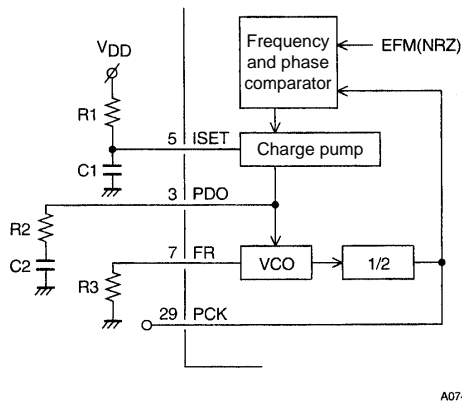 Frequency
and phase
comparator
EFM(NRZ)
VDD
R1
5 ISET
Charge pump
C1
3 PDO
R2
7 FR
VCO
1/2
C2
R3
29 PCK
A07